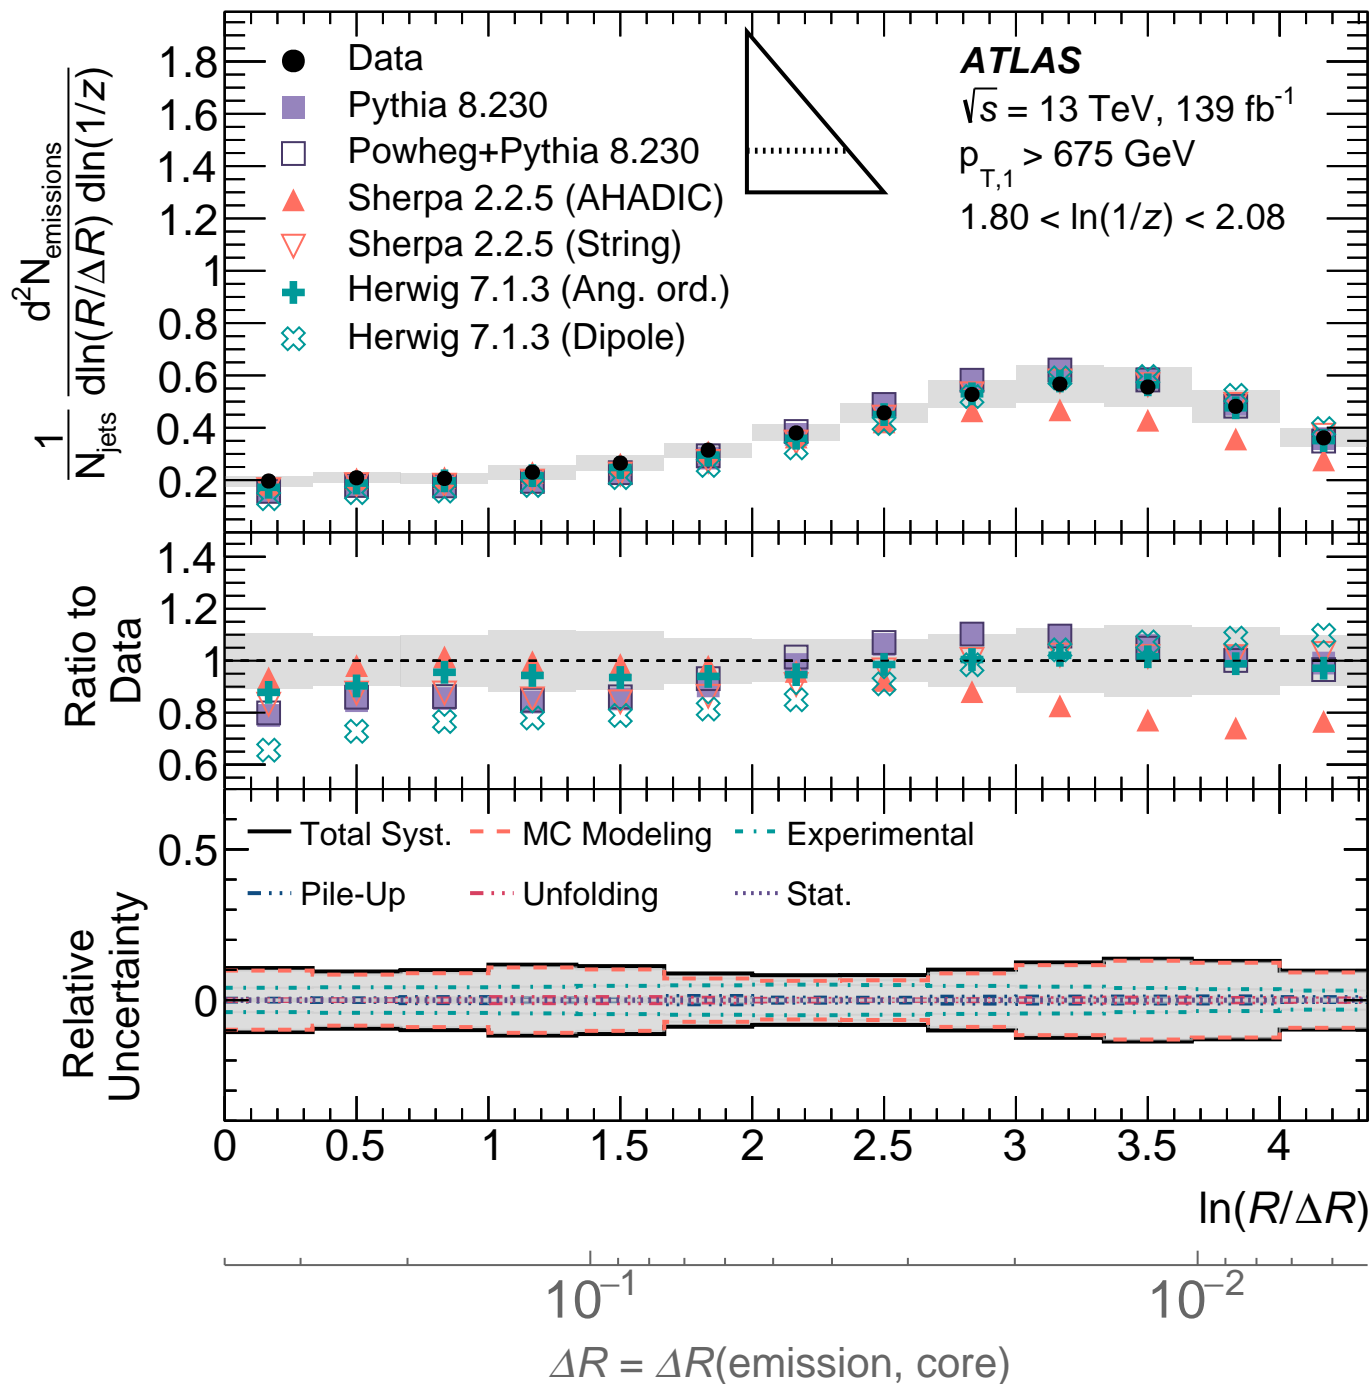 1.8
1.6
1.4
1.2
1
0.8
0.6
0.4
0.2
1/N_jets d²N_emissions / dln(R/ΔR) dln(1/z)
Data
Pythia 8.230
Powheg+Pythia 8.230
Sherpa 2.2.5 (AHADIC)
Sherpa 2.2.5 (String)
Herwig 7.1.3 (Ang. ord.)
Herwig 7.1.3 (Dipole)
ATLAS
√s = 13 TeV, 139 fb⁻¹
p_T,1 > 675 GeV
1.80 < ln(1/z) < 2.08
1.4
1.2
1
0.8
0.6
Ratio to
Data
Total Syst.
MC Modeling
Experimental
Pile-Up
Unfolding
Stat.
0.5
0
Relative
Uncertainty
0 0.5 1 1.5 2 2.5 3 3.5 4
ln(R/ΔR)
10⁻¹ 10⁻²
ΔR = ΔR(emission, core)